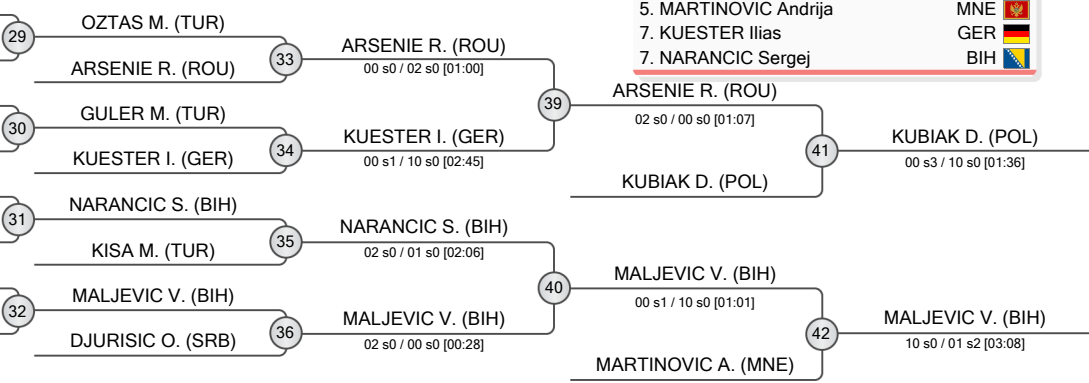 5. MARTINOVIC Andrija MNE
7. KUESTER Ilias GER
7. NARANCIC Sergej BIH
29
OZTAS M. (TUR)
ARSENIE R. (ROU)
33
ARSENIE R. (ROU)
00 s0 / 02 s0 [01:00]
30
GULER M. (TUR)
KUESTER I. (GER)
34
KUESTER I. (GER)
00 s1 / 10 s0 [02:45]
39
ARSENIE R. (ROU)
02 s0 / 00 s0 [01:07]
KUBIAK D. (POL)
41
KUBIAK D. (POL)
00 s3 / 10 s0 [01:36]
31
NARANCIC S. (BIH)
KISA M. (TUR)
35
NARANCIC S. (BIH)
02 s0 / 01 s0 [02:06]
32
MALJEVIC V. (BIH)
DJURISIC O. (SRB)
36
MALJEVIC V. (BIH)
02 s0 / 00 s0 [00:28]
40
MALJEVIC V. (BIH)
00 s1 / 10 s0 [01:01]
MARTINOVIC A. (MNE)
42
MALJEVIC V. (BIH)
10 s0 / 01 s2 [03:08]